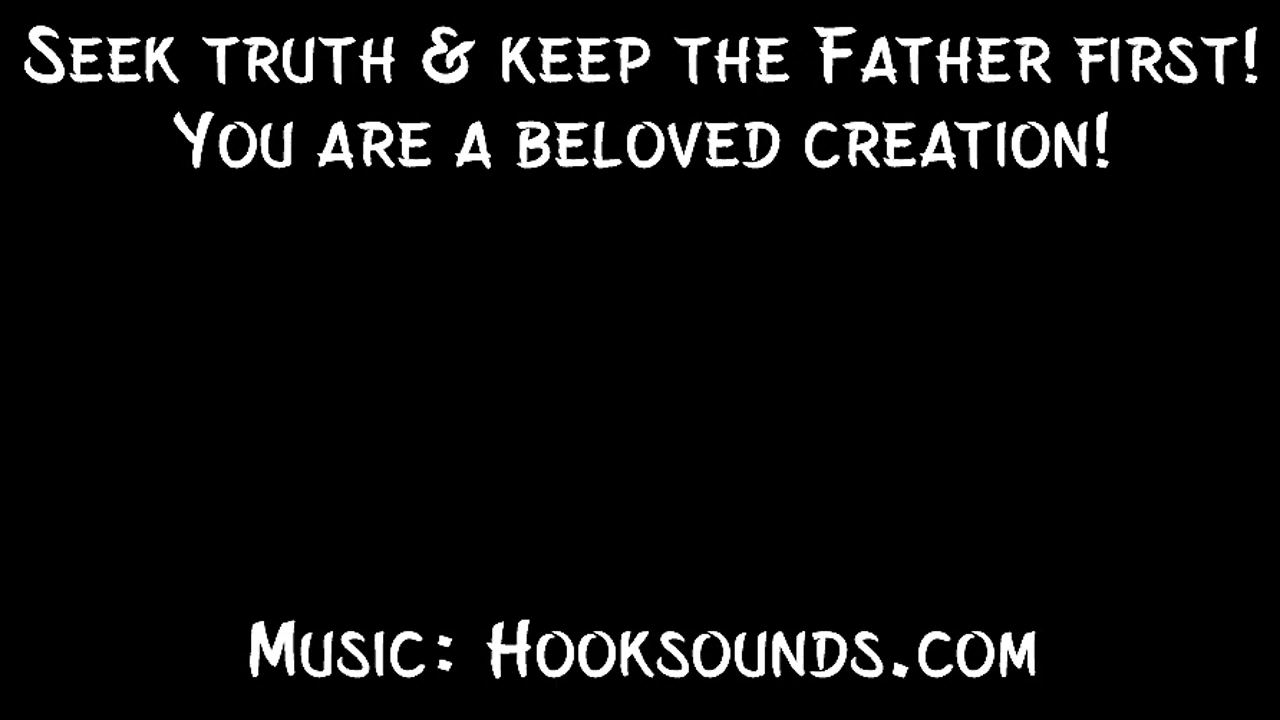 Seek truth & keep the Father first!
You are a beloved creation!
Music: Hooksounds.com